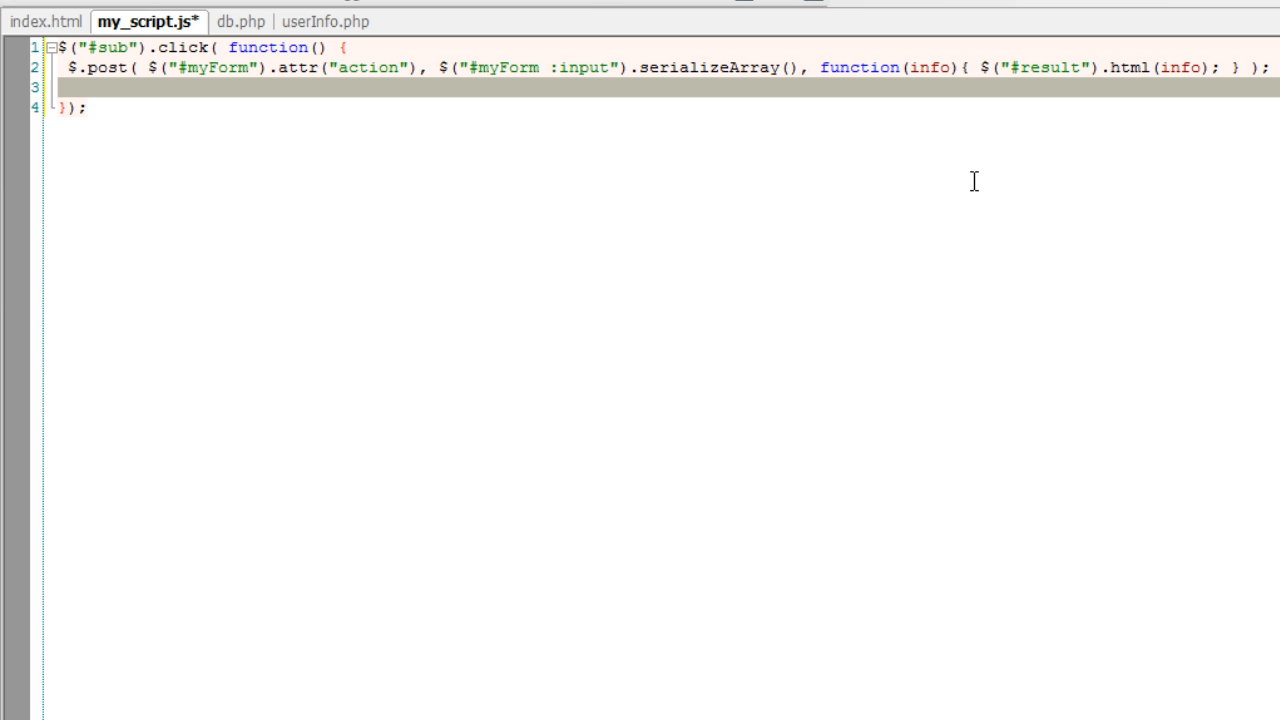 index.html my_script.js* db.php userInfo.php
1 $("#sub").click( function() {
2 $.post( $("#myForm").attr("action"), $("#myForm :input").serializeArray(), function(info){ $("#result").html(info); } );
3
4 });